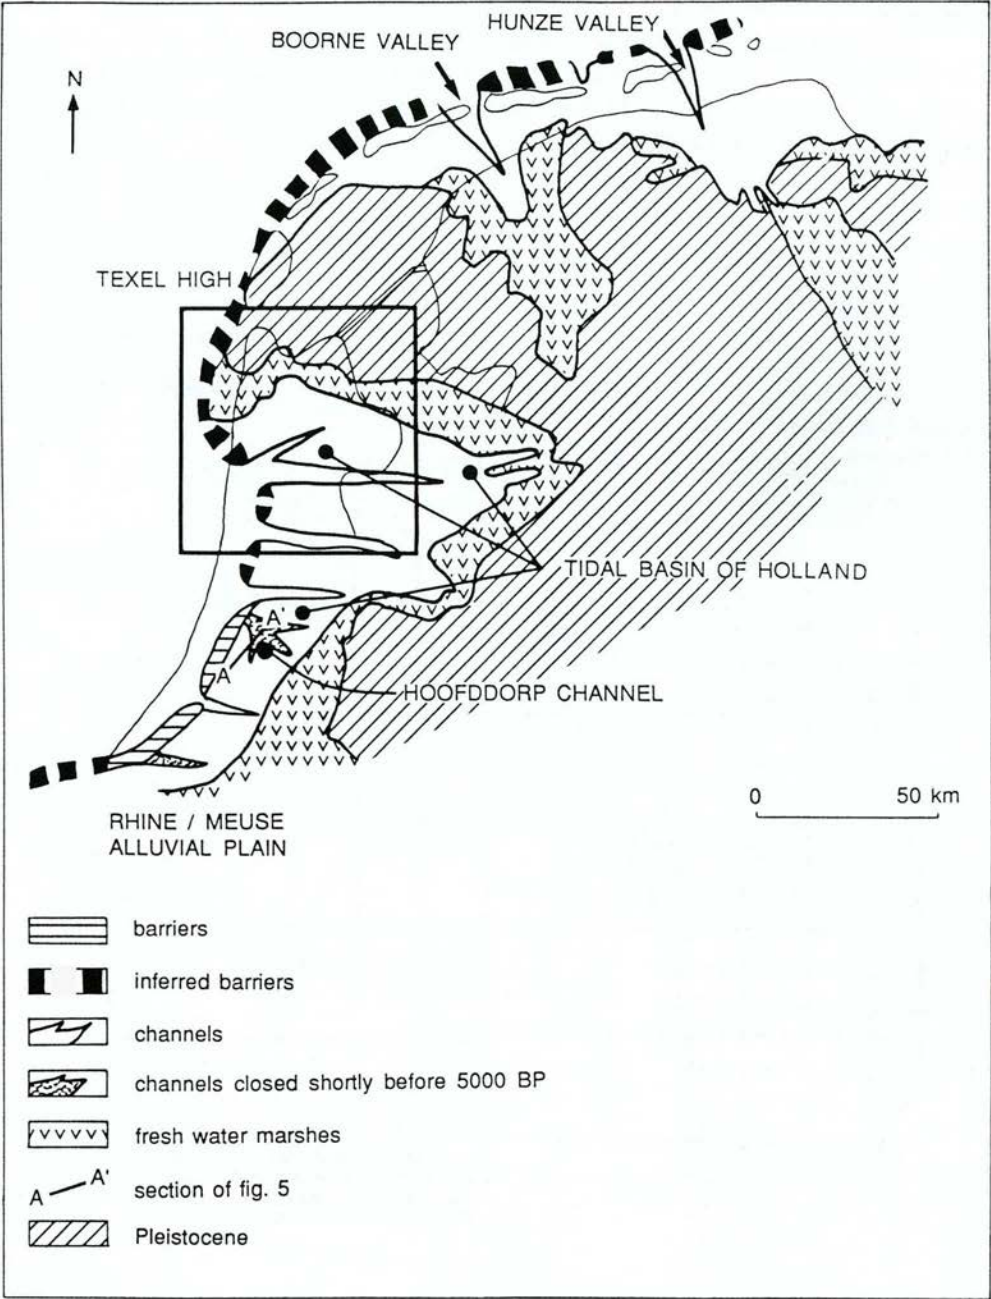 HUNZE VALLEY
BOORNE VALLEY
N
TEXEL HIGH
TIDAL BASIN OF HOLLAND
A'
A
HOOFDDORP CHANNEL
RHINE / MEUSE
ALLUVIAL PLAIN
0 50 km
barriers
inferred barriers
channels
channels closed shortly before 5000 BP
fresh water marshes
A A' section of fig. 5
Pleistocene